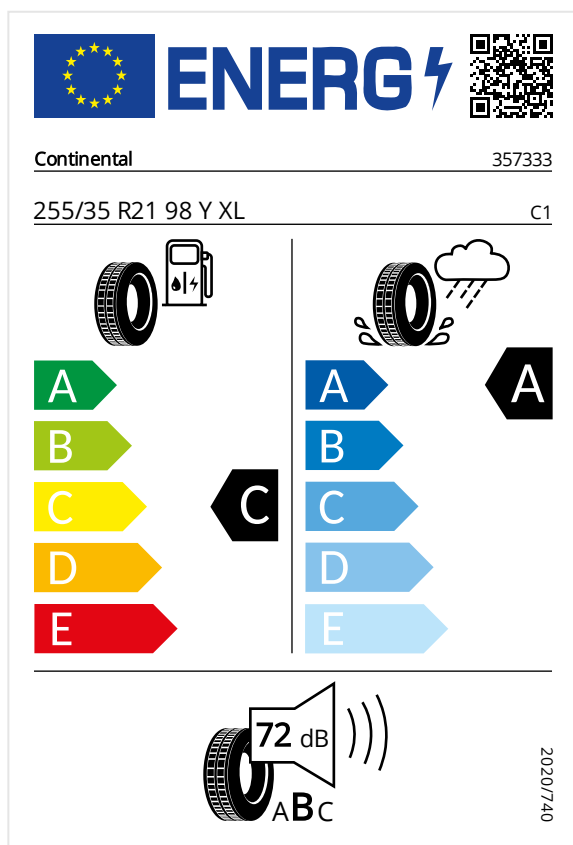 ENERG
Continental 357333
255/35 R21 98 Y XL C1
A A A
B B
C C C
D D
E E
72 dB
ABC
2020/740